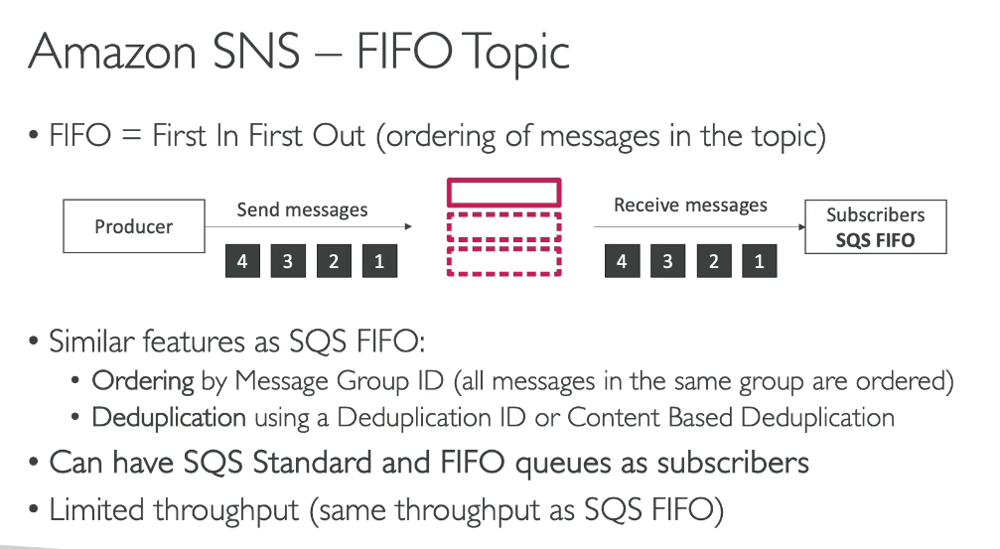 Amazon SNS – FIFO Topic
• FIFO = First In First Out (ordering of messages in the topic)
Producer
Send messages
4 3 2 1
Receive messages
4 3 2 1
Subscribers
SQS FIFO
• Similar features as SQS FIFO:
• Ordering by Message Group ID (all messages in the same group are ordered)
• Deduplication using a Deduplication ID or Content Based Deduplication
• Can have SQS Standard and FIFO queues as subscribers
• Limited throughput (same throughput as SQS FIFO)